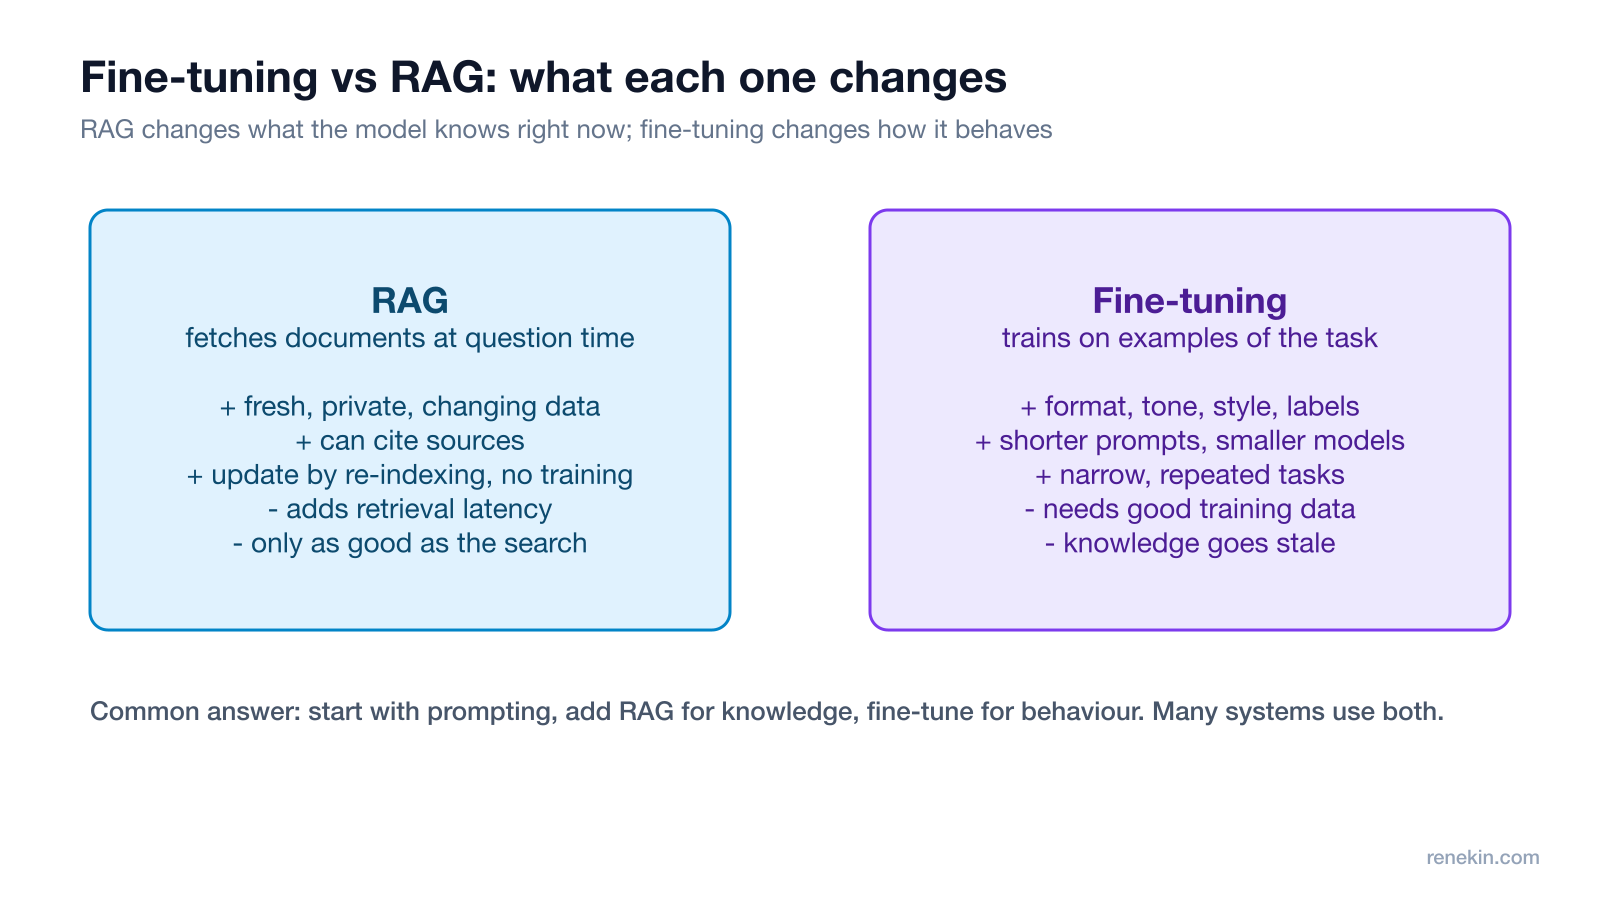 Fine-tuning vs RAG: what each one changes
RAG changes what the model knows right now; fine-tuning changes how it behaves
RAG
fetches documents at question time
+ fresh, private, changing data
+ can cite sources
+ update by re-indexing, no training
- adds retrieval latency
- only as good as the search
Fine-tuning
trains on examples of the task
+ format, tone, style, labels
+ shorter prompts, smaller models
+ narrow, repeated tasks
- needs good training data
- knowledge goes stale
Common answer: start with prompting, add RAG for knowledge, fine-tune for behaviour. Many systems use both.
renekin.com